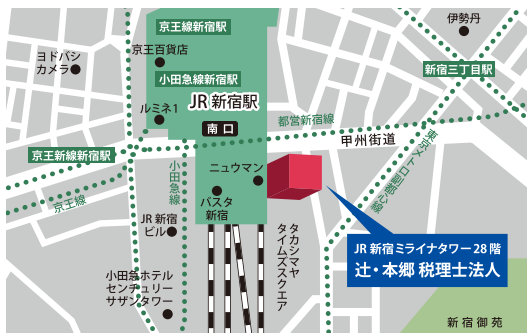 京王線新宿駅
伊勢丹
ヨドバシ
カメラ
京王百貨店
新宿三丁目駅
小田急線新宿駅
JR 新宿駅
ルミネ1
都営新宿線
南口
甲州街道
京王新線新宿駅
東京メトロ副都心線
小田急線
ニュウマン
京王線
バスタ
新宿
JR 新宿
ビル
タカシマヤ
タイムズスクエア
JR 新宿ミライナタワー 28 階
辻・本郷 税理士法人
小田急ホテル
センチュリー
サザンタワー
新宿御苑